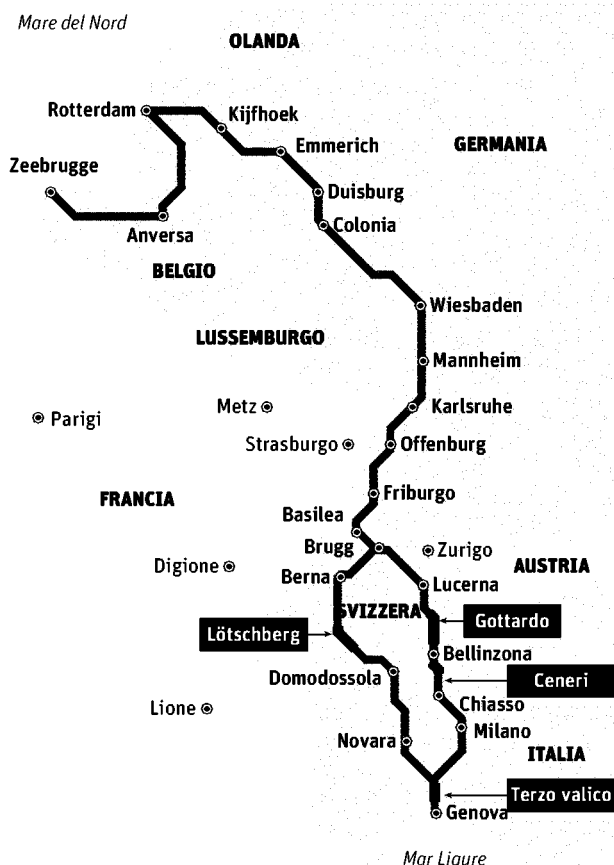 Mare del Nord
OLANDA
Rotterdam
Kijfhoek
Emmerich
GERMANIA
Zeebrugge
Duisburg
Anversa
Colonia
BELGIO
Wiesbaden
LUSSEMBURGO
Mannheim
Parigi
Metz
Karlsruhe
Strasburgo
Offenburg
FRANCIA
Friburgo
Basilea
Brugg
Zurigo
Digione
Berna
Lucerna
AUSTRIA
SVIZZERA
Lötschberg
Gottardo
Bellinzona
Domodossola
Ceneri
Chiasso
Lione
Novara
Milano
ITALIA
Terzo valico
Genova
Mar Ligure